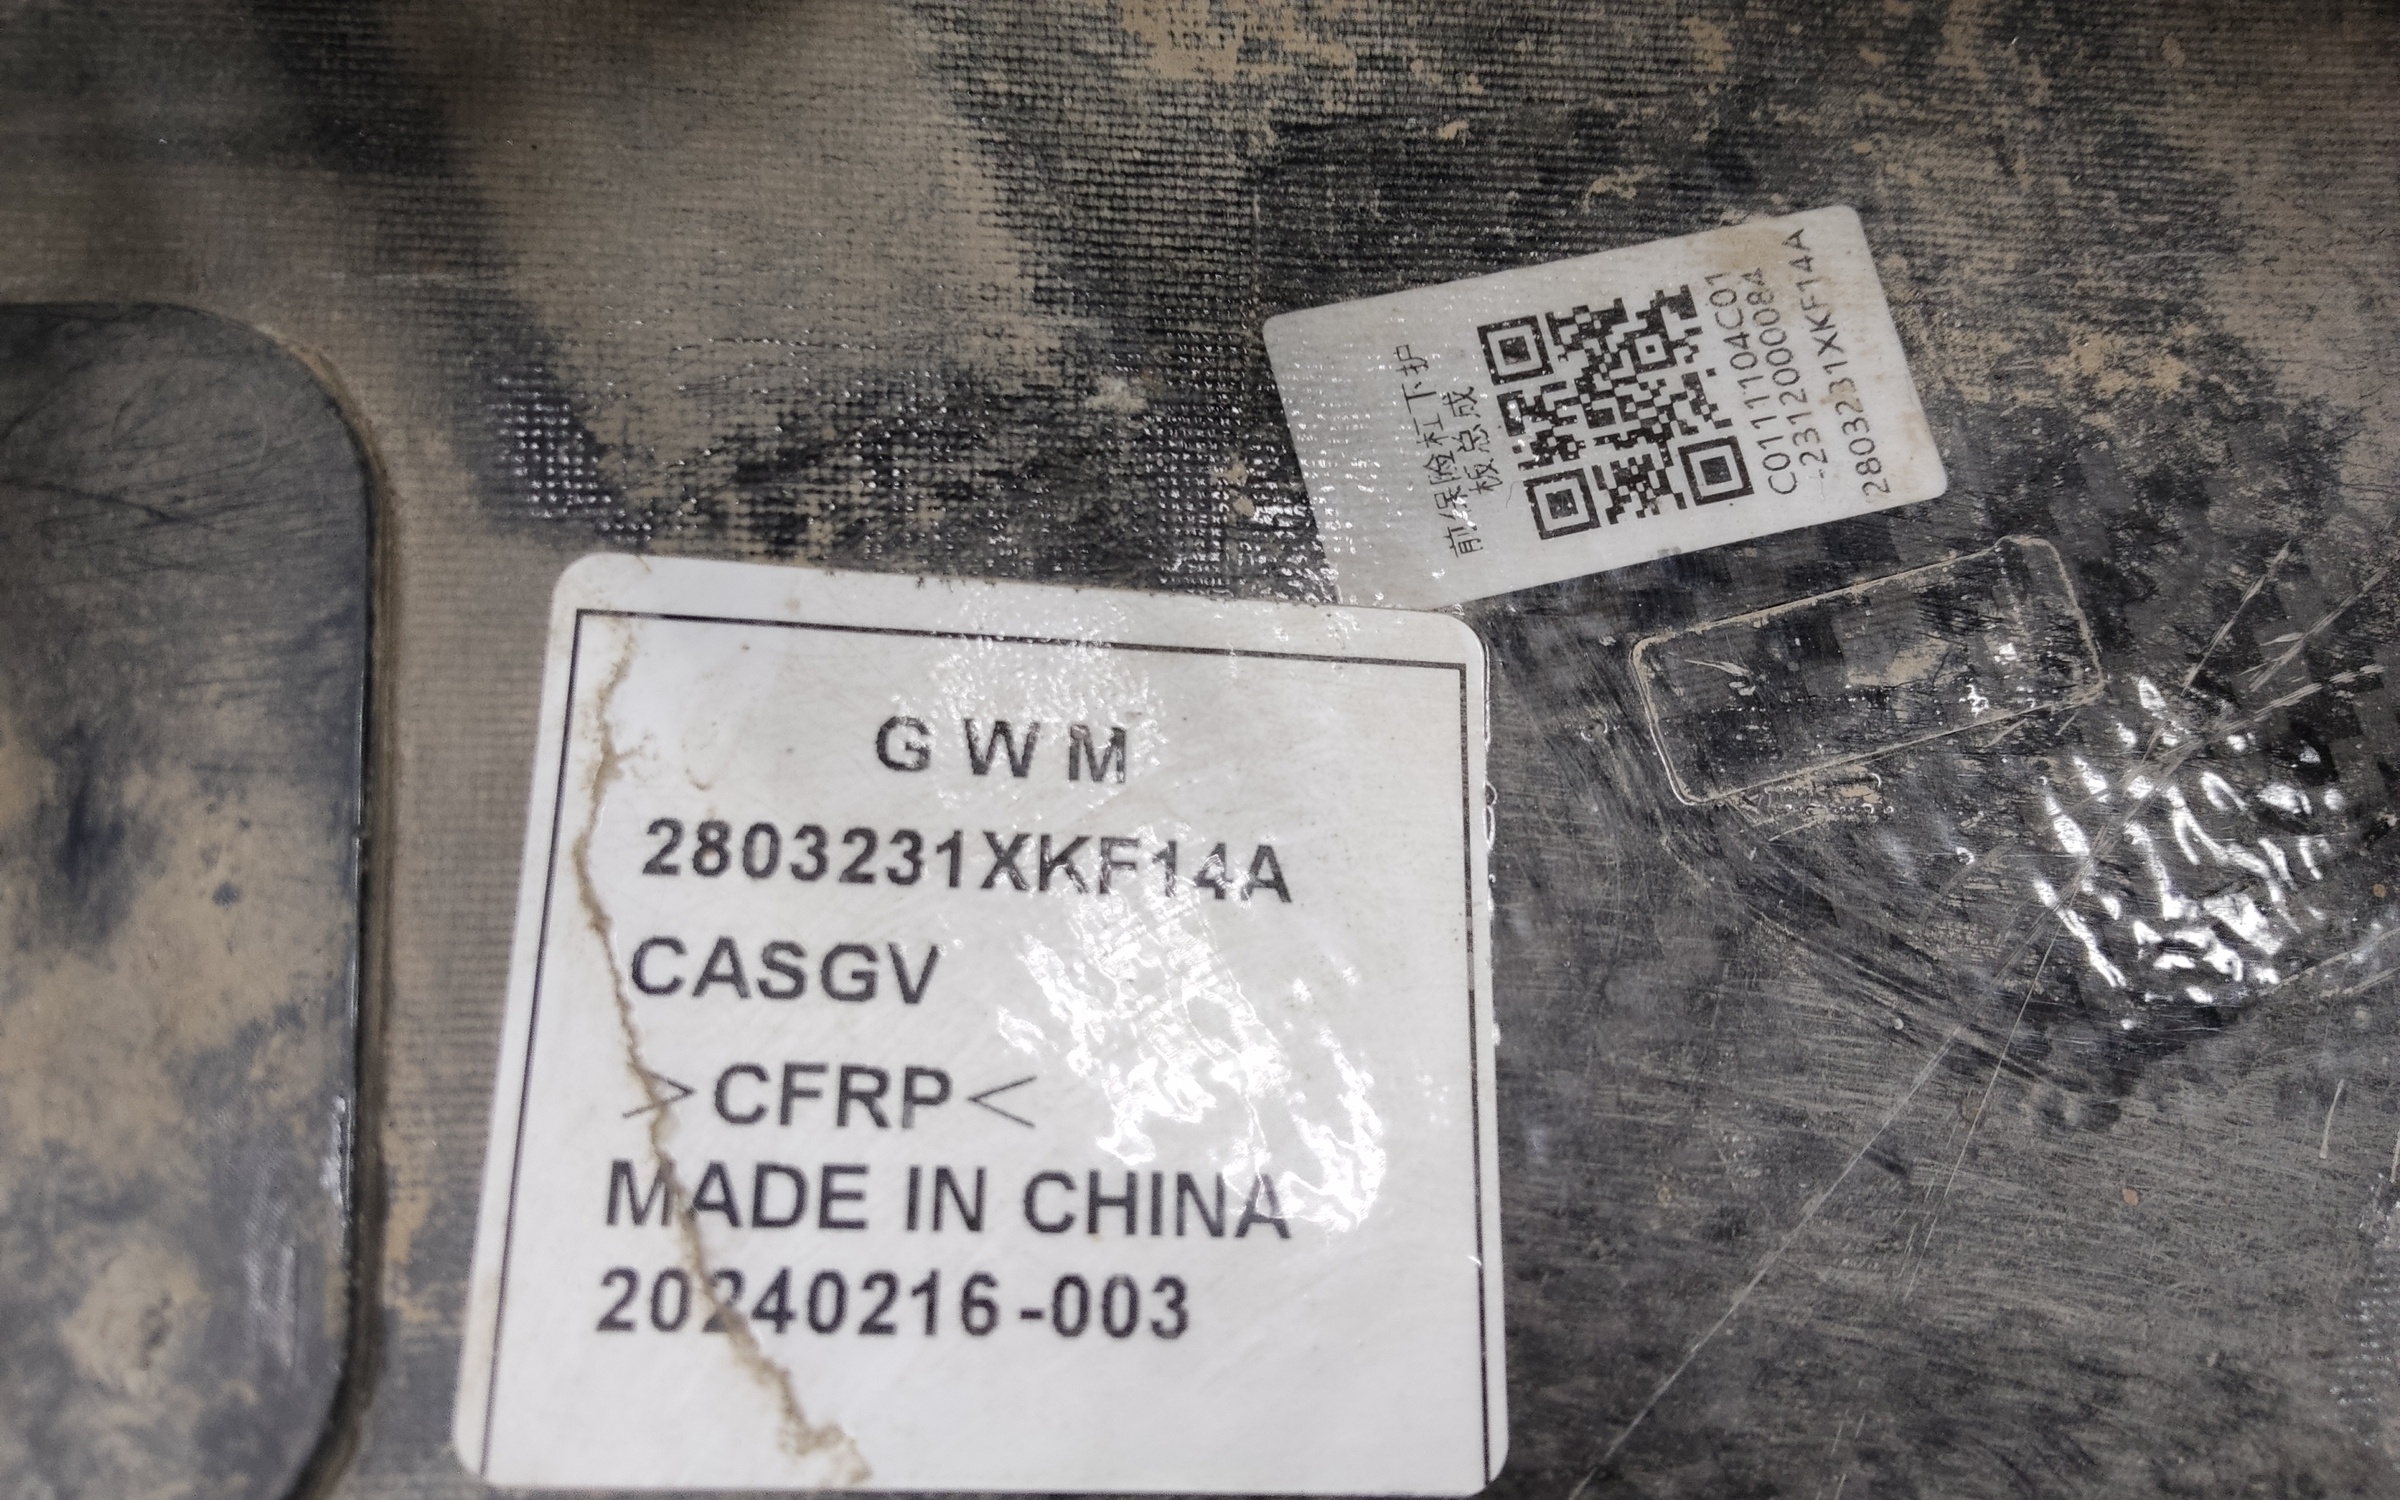 G W M
2803231XKF14A
CASGV
>CFRP<
MADE IN CHINA
20240216-003
前保险杠下护
板总成
C0111104C01
-2312000084
2803231XKF14A